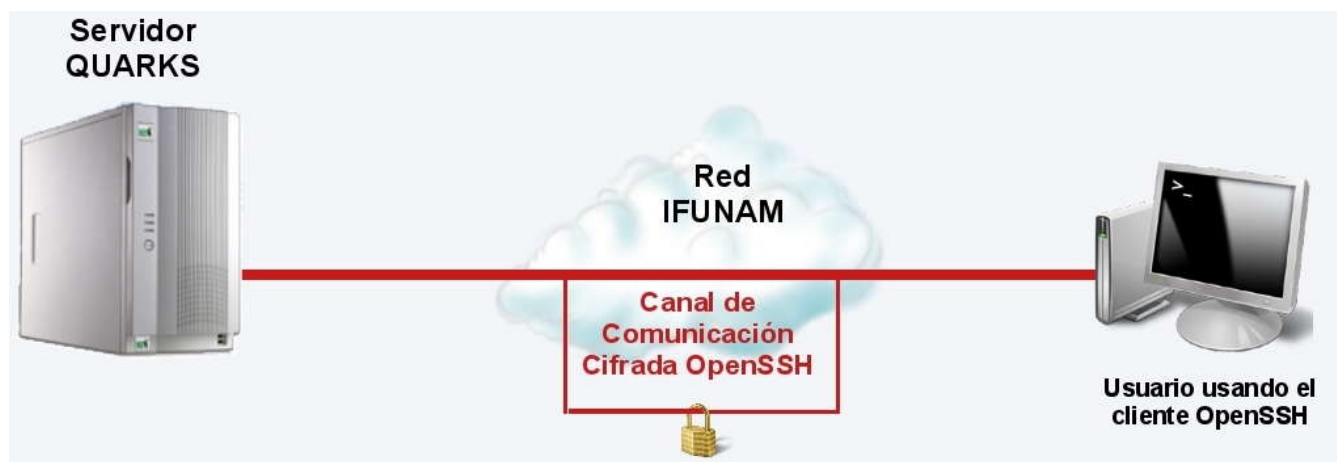 Servidor
QUARKS
Red
IFUNAM
Canal de
Comunicación
Cifrada OpenSSH
Usuario usando el
cliente OpenSSH